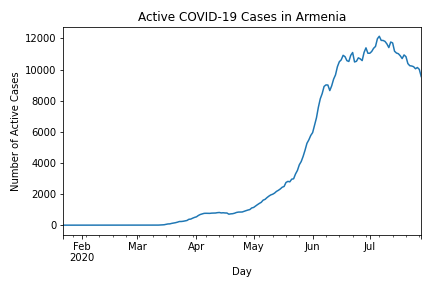 Active COVID-19 Cases in Armenia
12000
10000
8000
6000
4000
2000
0
Number of Active Cases
Feb Mar Apr May Jun Jul
2020
Day